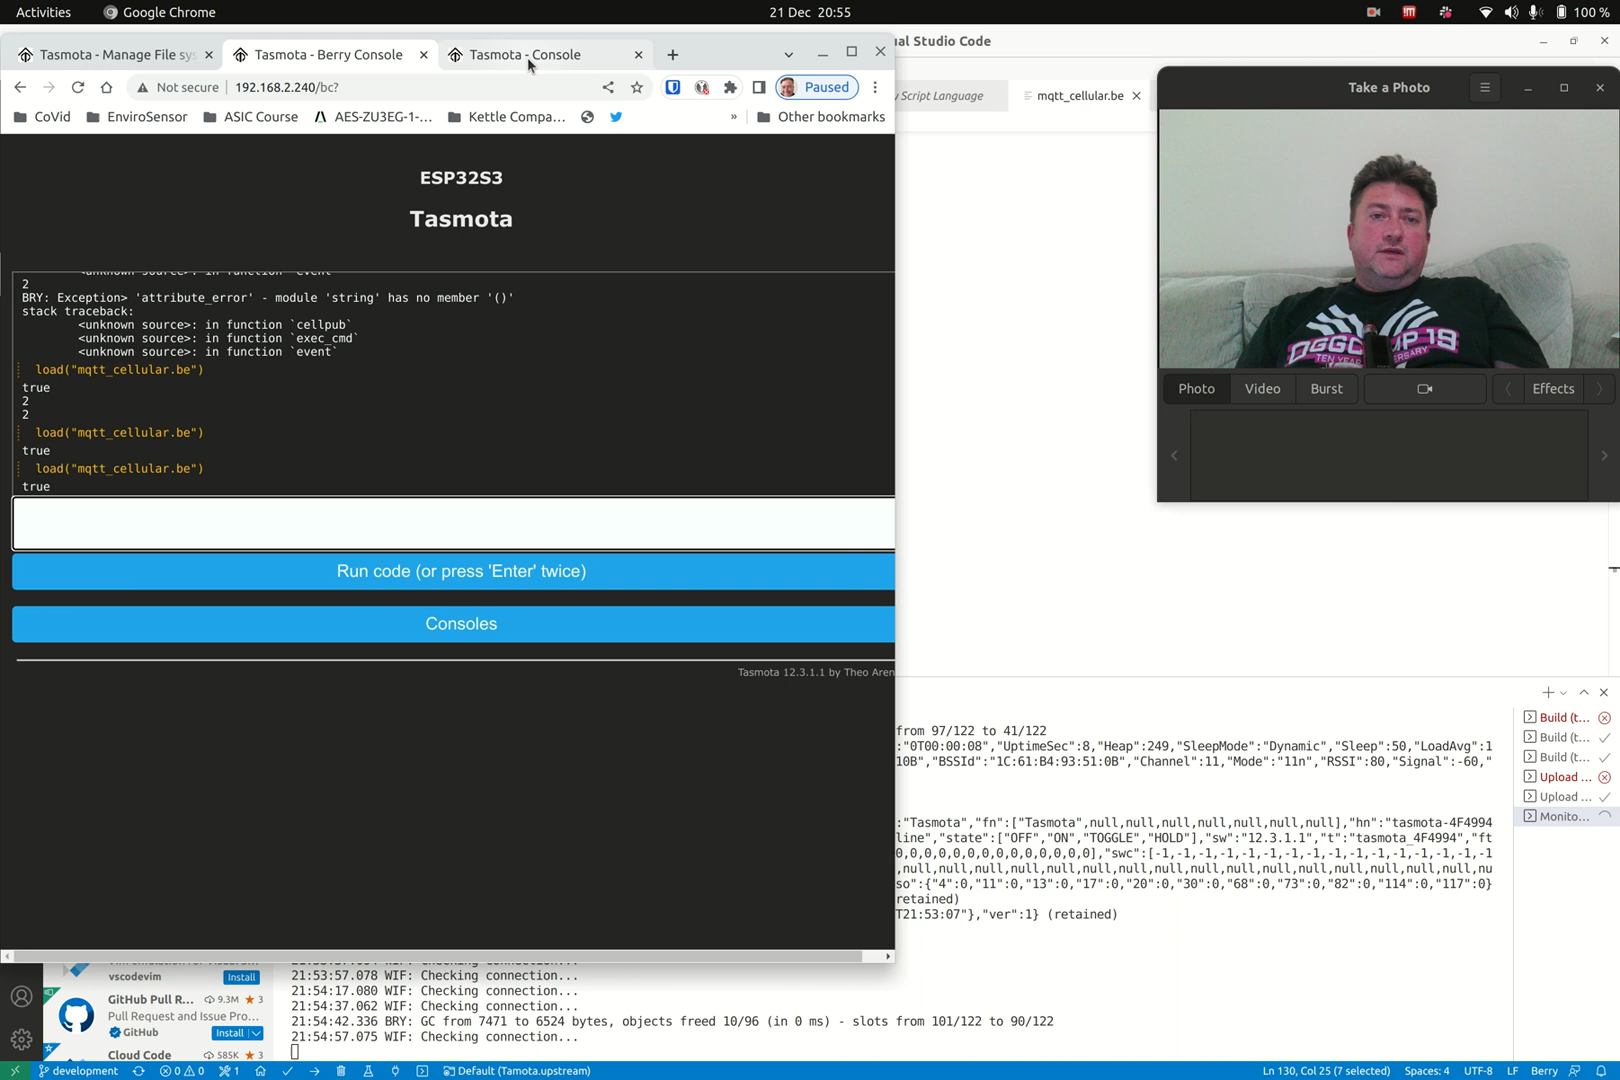 Activities
Google Chrome
21 Dec 20:55
100 %
Tasmota - Manage File sys
Tasmota - Berry Console
Tasmota - Console
ual Studio Code
Not secure
192.168.2.240/bc?
Paused
Script Language
mqtt_cellular.be
Take a Photo
CoVid
EnviroSensor
ASIC Course
AES-ZU3EG-1-...
Kettle Compa...
»
Other bookmarks
ESP32S3
Tasmota
<unknown source>: in function `event`
2
BRY: Exception> 'attribute_error' - module 'string' has no member '()'
stack traceback:
<unknown source>: in function `cellpub`
<unknown source>: in function `exec_cmd`
<unknown source>: in function `event`
load("mqtt_cellular.be")
true
2
2
load("mqtt_cellular.be")
true
load("mqtt_cellular.be")
true
Run code (or press 'Enter' twice)
Consoles
Tasmota 12.3.1.1 by Theo Aren
TEN YEAR
Photo
Video
Burst
Effects
from 97/122 to 41/122
:"0T00:00:08","UptimeSec":8,"Heap":249,"SleepMode":"Dynamic","Sleep":50,"LoadAvg":1
10B","BSSId":"1C:61:B4:93:51:0B","Channel":11,"Mode":"11n","RSSI":80,"Signal":-60,"
:"Tasmota","fn":["Tasmota",null,null,null,null,null,null,null],"hn":"tasmota-4F4994
line","state":["OFF","ON","TOGGLE","HOLD"],"sw":"12.3.1.1","t":"tasmota_4F4994","ft
0,0,0,0,0,0,0,0,0,0,0,0,0,0],"swc":[-1,-1,-1,-1,-1,-1,-1,-1,-1,-1,-1,-1,-1,-1,-1,-1
,null,null,null,null,null,null,null,null,null,null,null,null,null,null,null,null,nu
so":{"4":0,"11":0,"13":0,"17":0,"20":0,"30":0,"68":0,"73":0,"82":0,"114":0,"117":0}
retained)
T21:53:07"},"ver":1} (retained)
Build (t...
Build (t...
Build (t...
Upload ...
Upload ...
Monito...
vscodevim
Install
GitHub Pull R...
9.3M
3
Pull Request and Issue Pro...
GitHub
Install
Cloud Code
585K
3
21:53:57.078 WIF: Checking connection...
21:54:17.080 WIF: Checking connection...
21:54:37.062 WIF: Checking connection...
21:54:42.336 BRY: GC from 7471 to 6524 bytes, objects freed 10/96 (in 0 ms) - slots from 101/122 to 90/122
21:54:57.075 WIF: Checking connection...
development
0
0
1
Default (Tamota.upstream)
Ln 130, Col 25 (7 selected)
Spaces: 4
UTF-8
LF
Berry